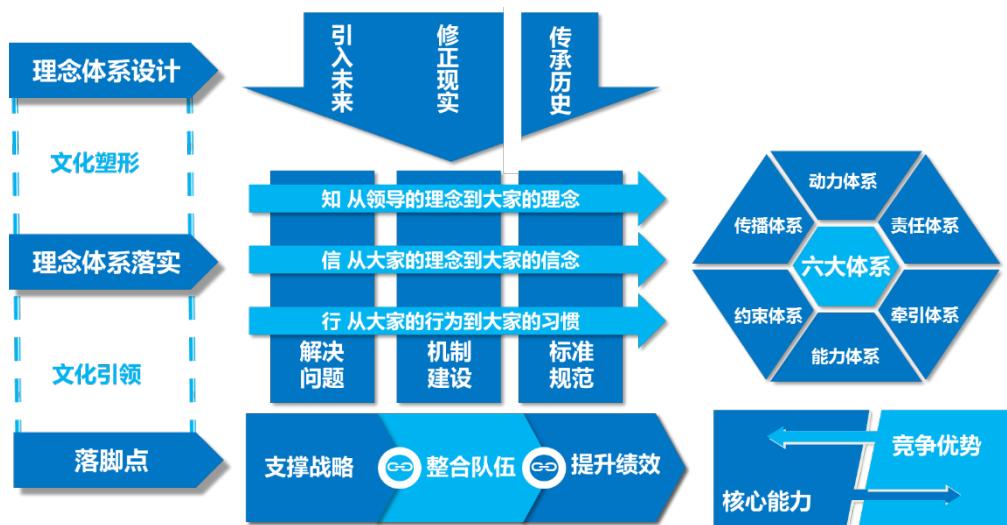 理念体系设计
文化塑形
理念体系落实
文化引领
落脚点
引入未来
修正现实
传承历史
知 从领导的理念到大家的理念
信 从大家的理念到大家的信念
行 从大家的行为到大家的习惯
解决
问题
机制
建设
标准
规范
支撑战略
整合队伍
提升绩效
动力体系
传播体系
责任体系
六大体系
约束体系
牵引体系
能力体系
竞争优势
核心能力